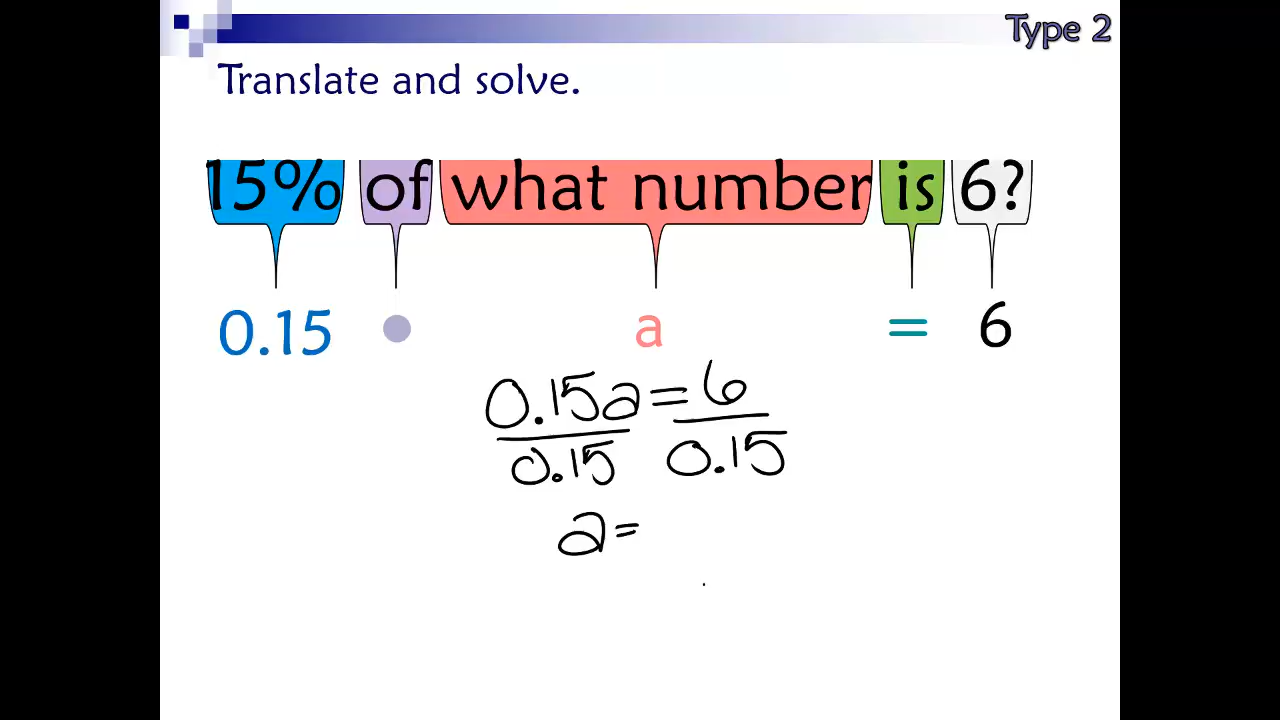 Type 2
Translate and solve.
15% of what number is 6?
0.15 • a = 6
0.15a = 6
0.15 0.15
a =